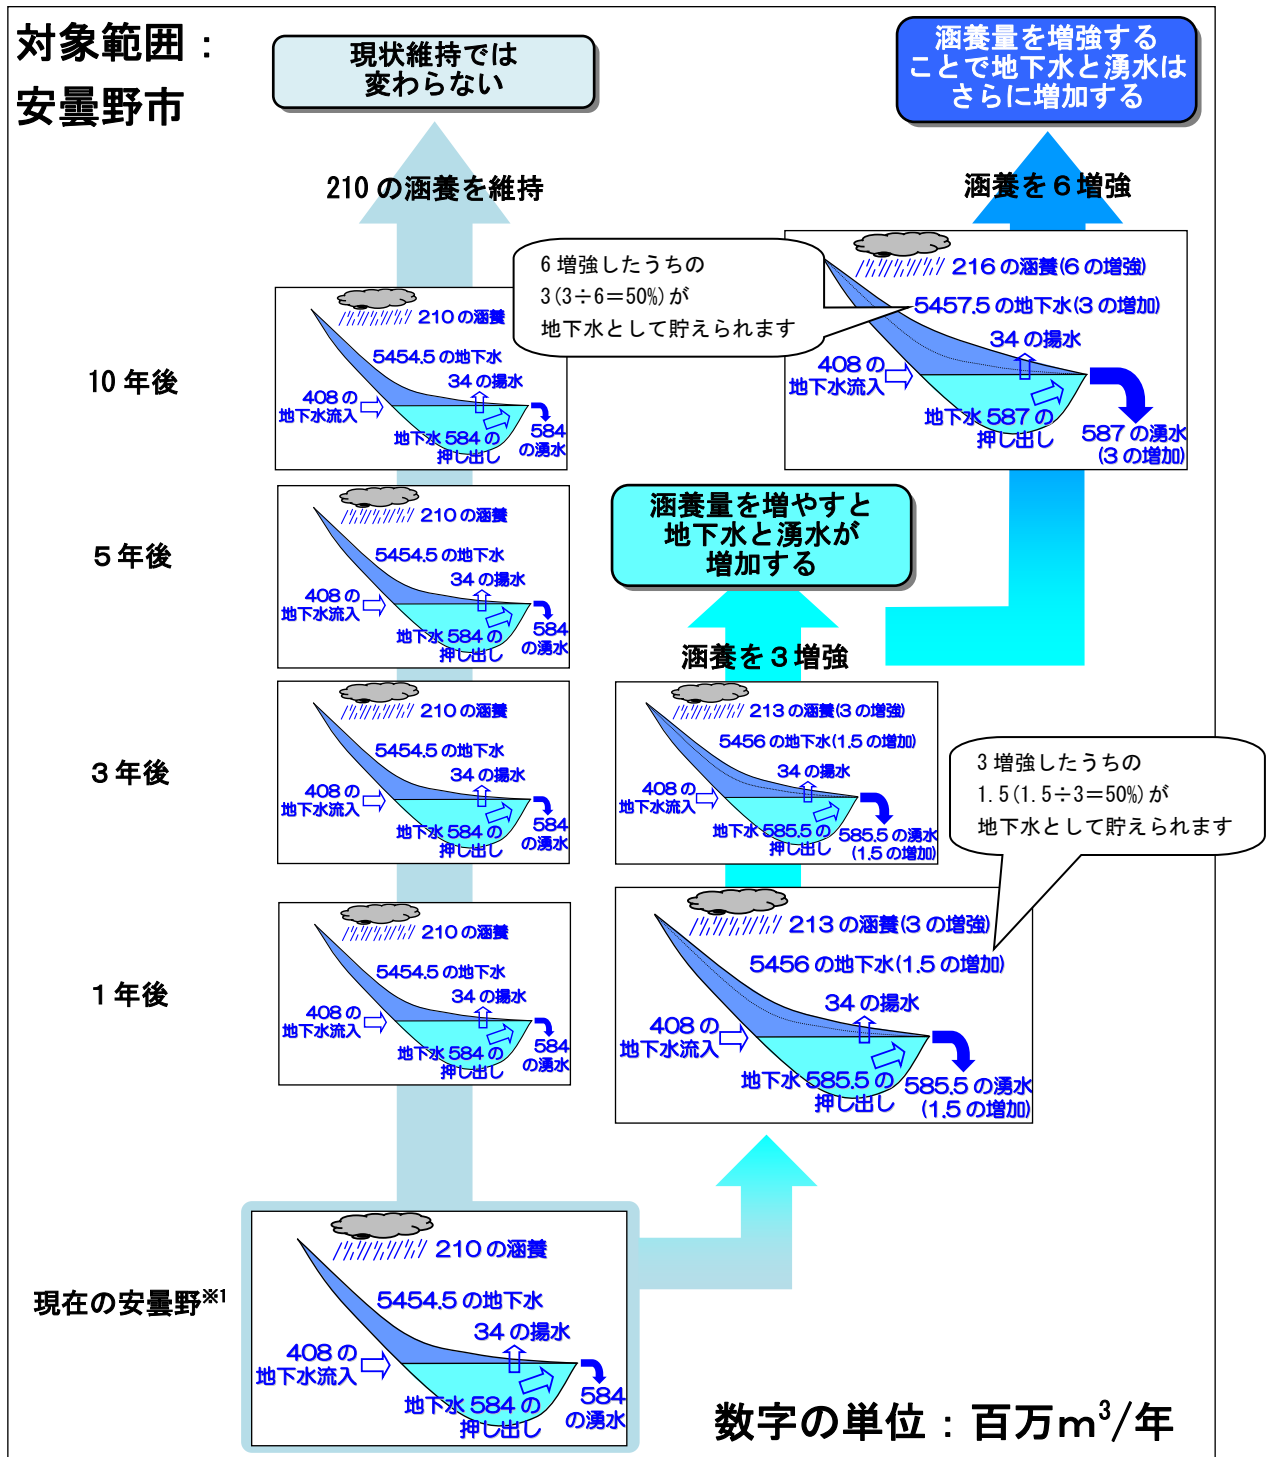 対象範囲：
安曇野市
現状維持では
変わらない
涵養量を増強する
ことで地下水と湧水は
さらに増加する
210の涵養を維持
涵養を６増強
10年後
210の涵養
5454.5の地下水
34の揚水
408の
地下水流入
地下水584の
押し出し
584
の湧水
6増強したうちの
3(3÷6＝50%)が
地下水として貯えられます
216の涵養(6の増強)
5457.5の地下水(3の増加)
34の揚水
408の
地下水流入
地下水587の
押し出し
587の湧水
(3の増加)
５年後
210の涵養
5454.5の地下水
34の揚水
408の
地下水流入
地下水584の
押し出し
584
の湧水
涵養量を増やすと
地下水と湧水が
増加する
涵養を３増強
３年後
210の涵養
5454.5の地下水
34の揚水
408の
地下水流入
地下水584の
押し出し
584
の湧水
213の涵養(3の増強)
5456の地下水(1.5の増加)
34の揚水
408の
地下水流入
地下水585.5の
押し出し
585.5の湧水
(1.5の増加)
3増強したうちの
1.5(1.5÷3＝50%)が
地下水として貯えられます
１年後
210の涵養
5454.5の地下水
34の揚水
408の
地下水流入
地下水584の
押し出し
584
の湧水
213の涵養(3の増強)
5456の地下水(1.5の増加)
34の揚水
408の
地下水流入
地下水585.5の
押し出し
585.5の湧水
(1.5の増加)
現在の安曇野※1
210の涵養
5454.5の地下水
34の揚水
408の
地下水流入
地下水584の
押し出し
584
の湧水
数字の単位：百万m³/年